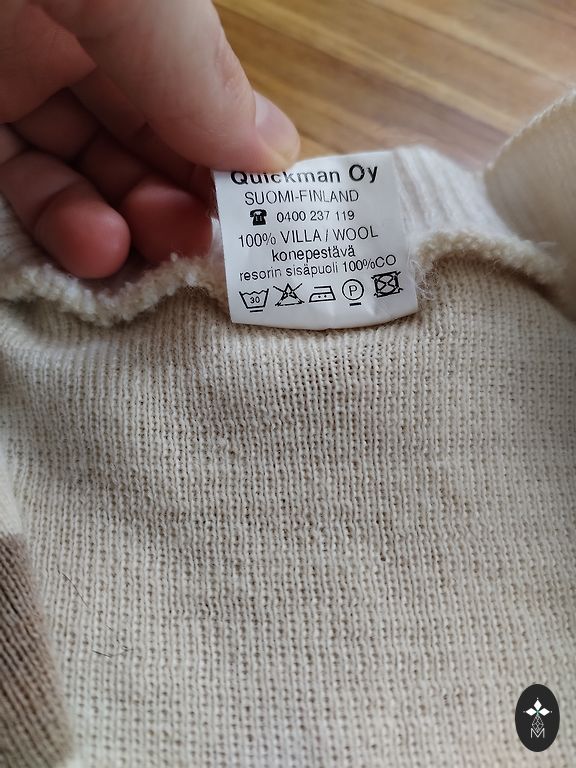 Quickman Oy
SUOMI-FINLAND
☎ 0400 237 119
100% VILLA / WOOL
konepestävä
resorin sisäpuoli 100%CO
30 P
M